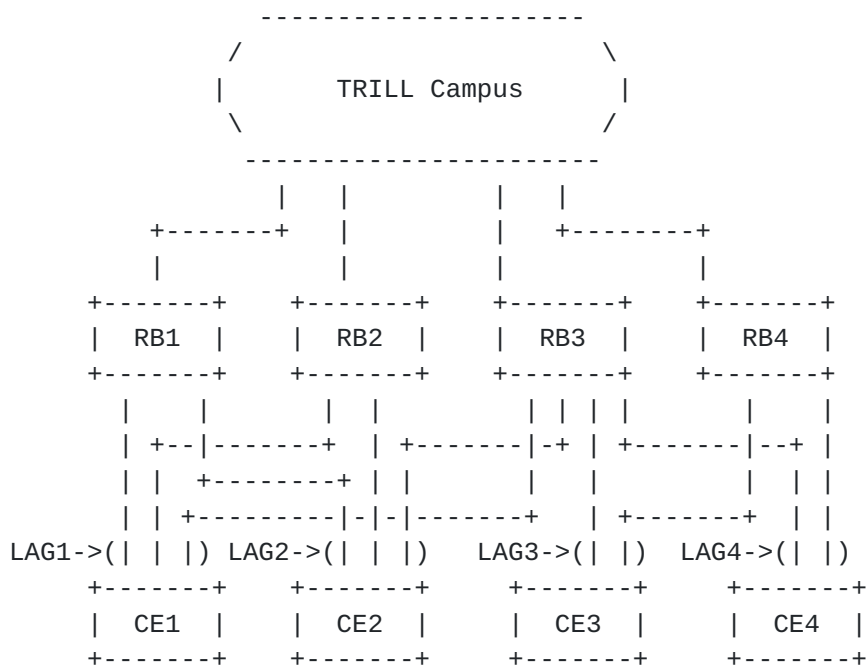 TRILL Campus
RB1 RB2 RB3 RB4
LAG1->( ) LAG2->( ) LAG3->( ) LAG4->( )
CE1 CE2 CE3 CE4